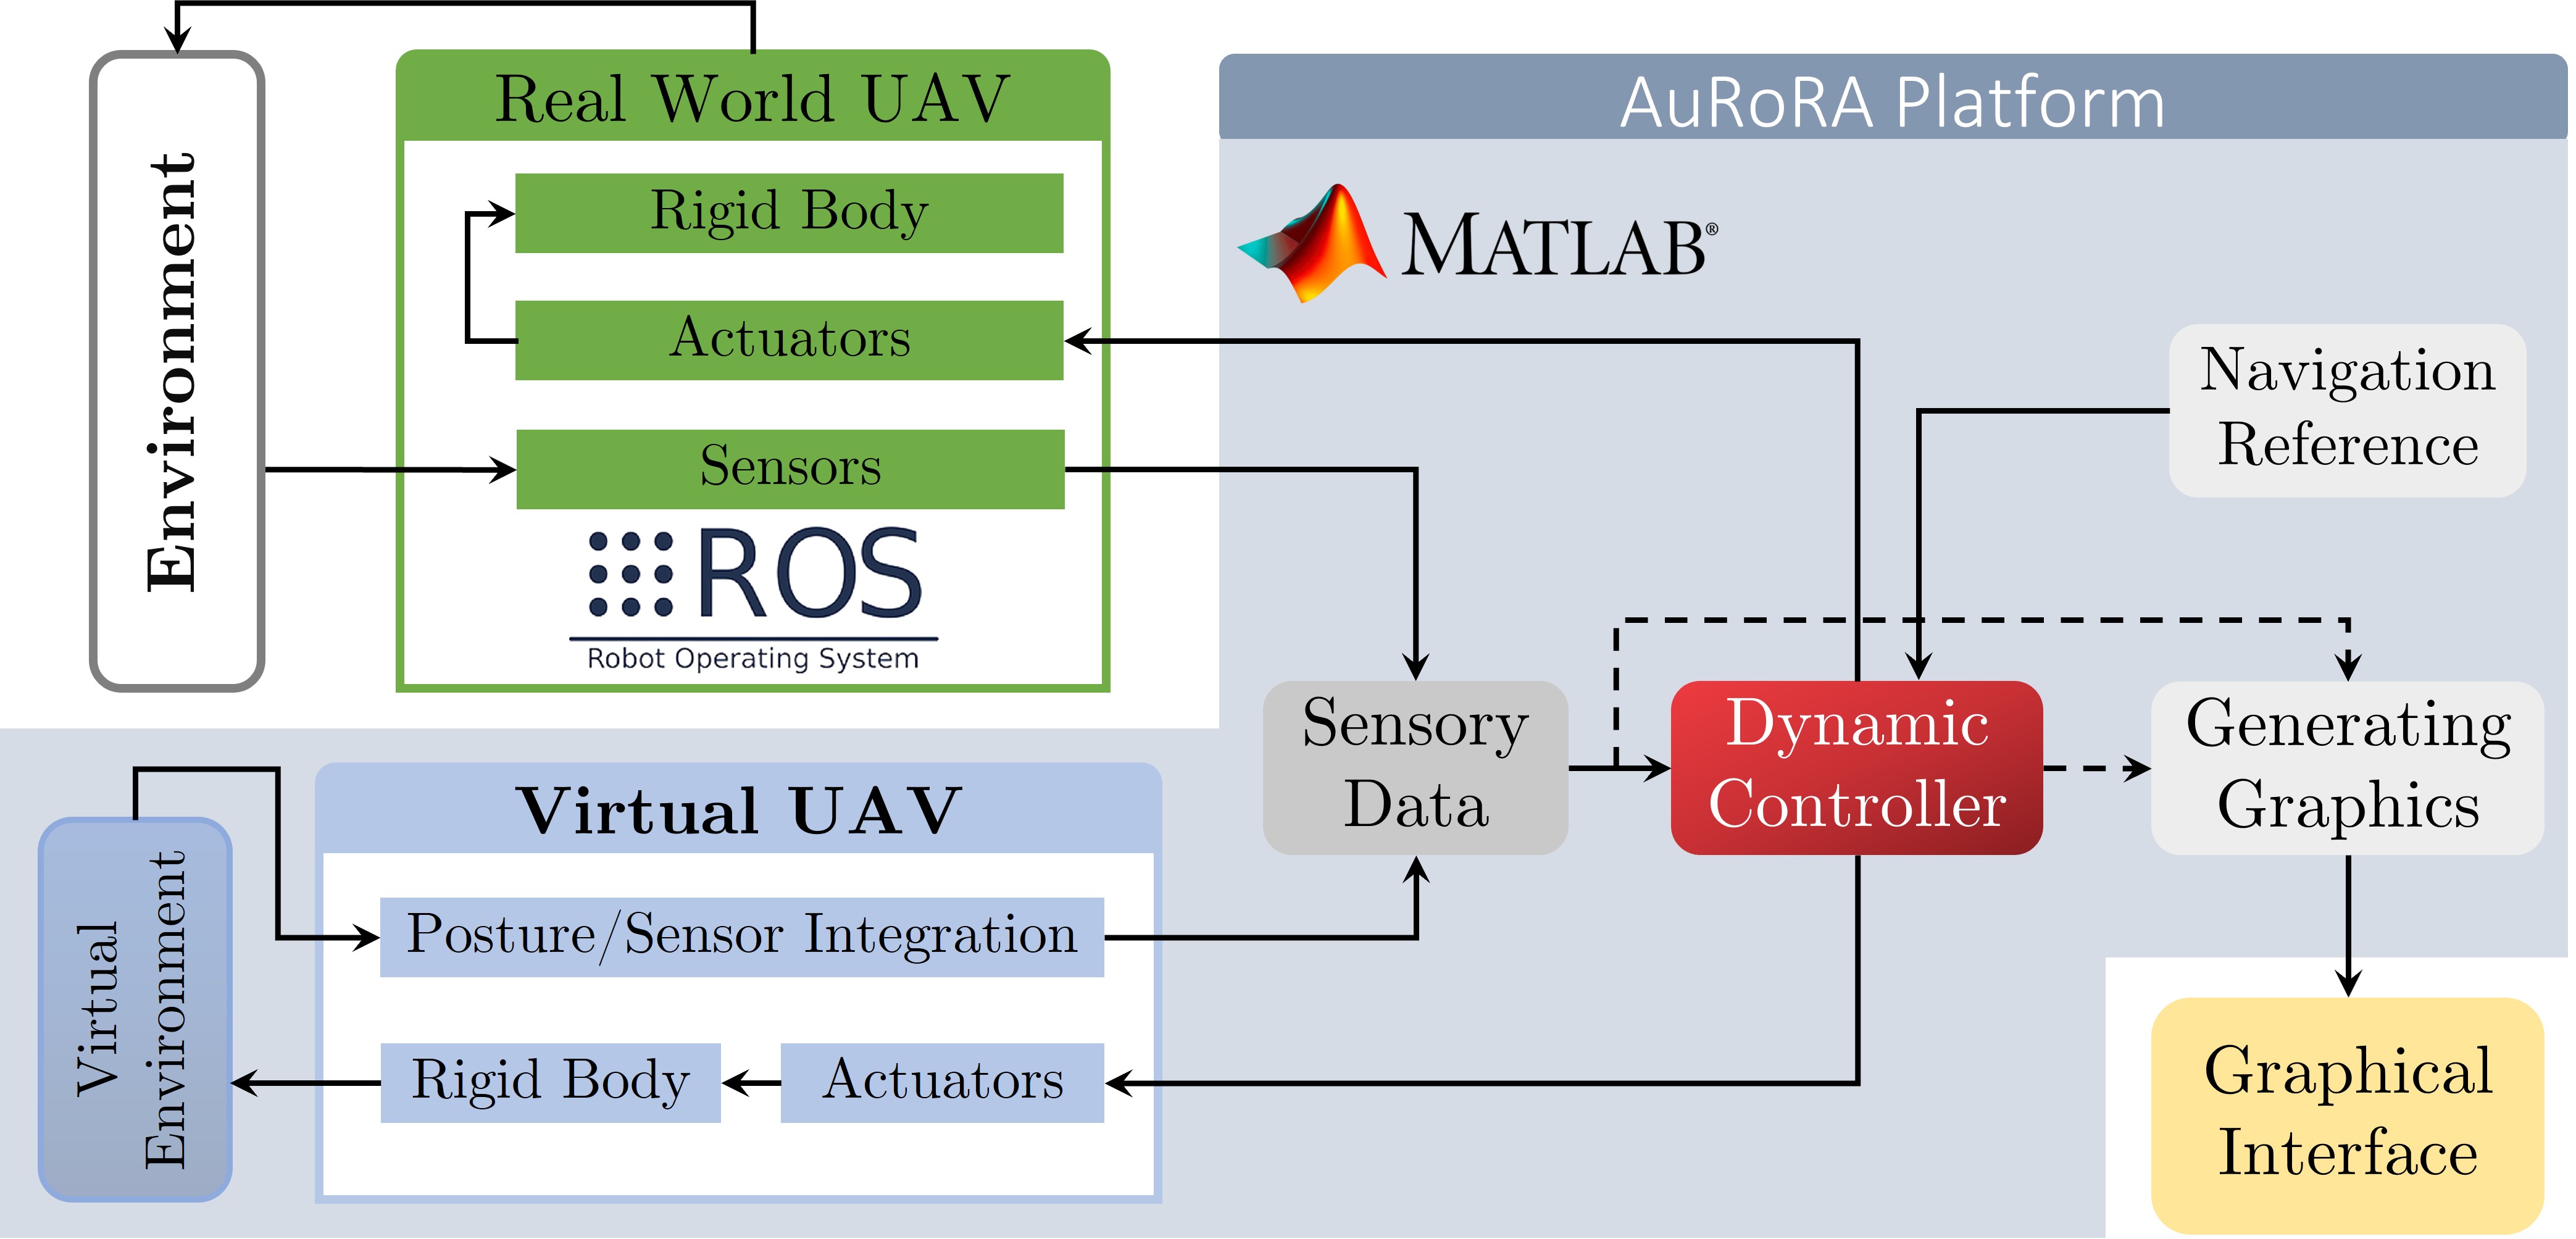 Environment
Real World UAV
Rigid Body
Actuators
Sensors
ROS
Robot Operating System
AuRoRA Platform
MATLAB®
Navigation
Reference
Sensory
Data
Dynamic
Controller
Generating
Graphics
Virtual
Environment
Virtual UAV
Posture/Sensor Integration
Rigid Body
Actuators
Graphical
Interface